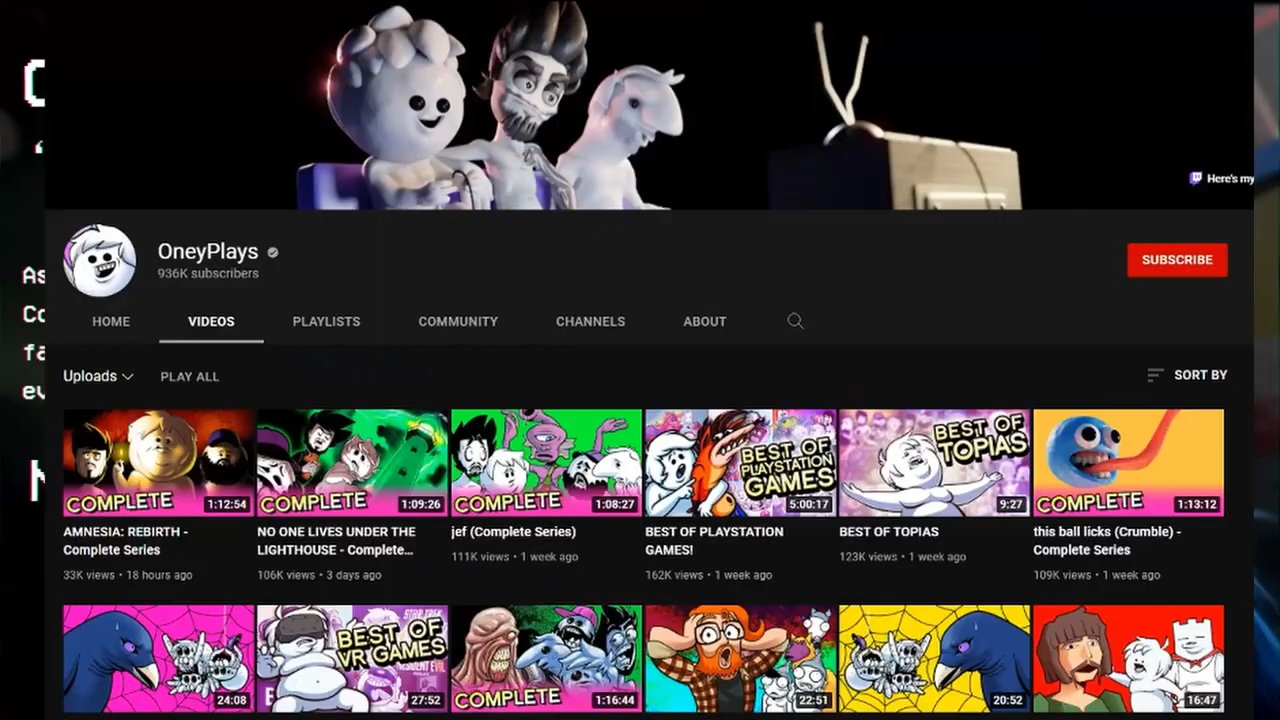 Here's my
OneyPlays
936K subscribers
SUBSCRIBE
HOME VIDEOS PLAYLISTS COMMUNITY CHANNELS ABOUT
Uploads PLAY ALL SORT BY
COMPLETE 1:12:54
COMPLETE 1:09:26
COMPLETE 1:08:27
BEST OF PLAYSTATION GAMES 5:00:17
BEST OF TOPIAS 9:27
COMPLETE 1:13:12
AMNESIA: REBIRTH -
Complete Series
33K views • 18 hours ago
NO ONE LIVES UNDER THE
LIGHTHOUSE - Complete...
106K views • 3 days ago
jef (Complete Series)
111K views • 1 week ago
BEST OF PLAYSTATION
GAMES!
162K views • 1 week ago
BEST OF TOPIAS
123K views • 1 week ago
this ball licks (Crumble) -
Complete Series
109K views • 1 week ago
24:08
STAR TREK
BEST OF
VR GAMES
RESIDENT EVIL
27:52
COMPLETE 1:16:44
22:51
20:52
16:47